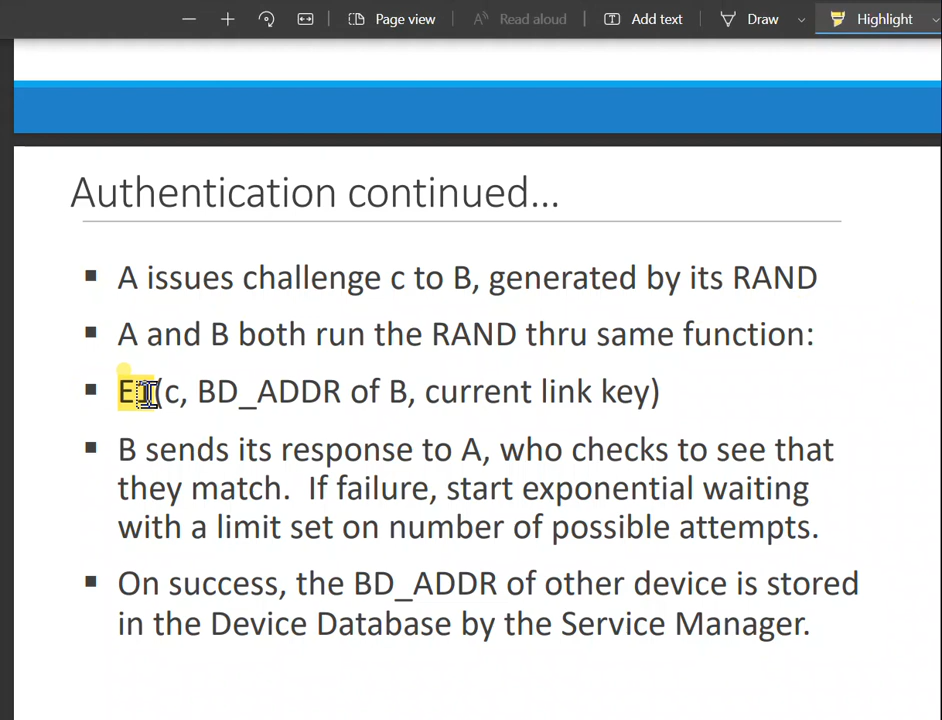 Page view Read aloud Add text Draw Highlight
Authentication continued...
A issues challenge c to B, generated by its RAND
A and B both run the RAND thru same function:
E1(c, BD_ADDR of B, current link key)
B sends its response to A, who checks to see that
they match. If failure, start exponential waiting
with a limit set on number of possible attempts.
On success, the BD_ADDR of other device is stored
in the Device Database by the Service Manager.